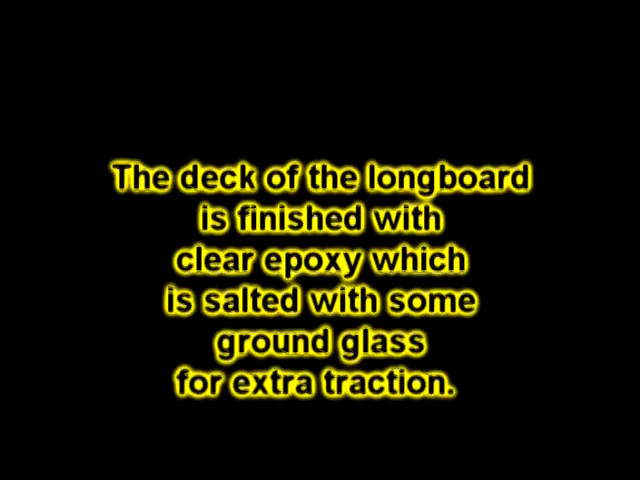 The deck of the longboard
is finished with
clear epoxy which
is salted with some
ground glass
for extra traction.